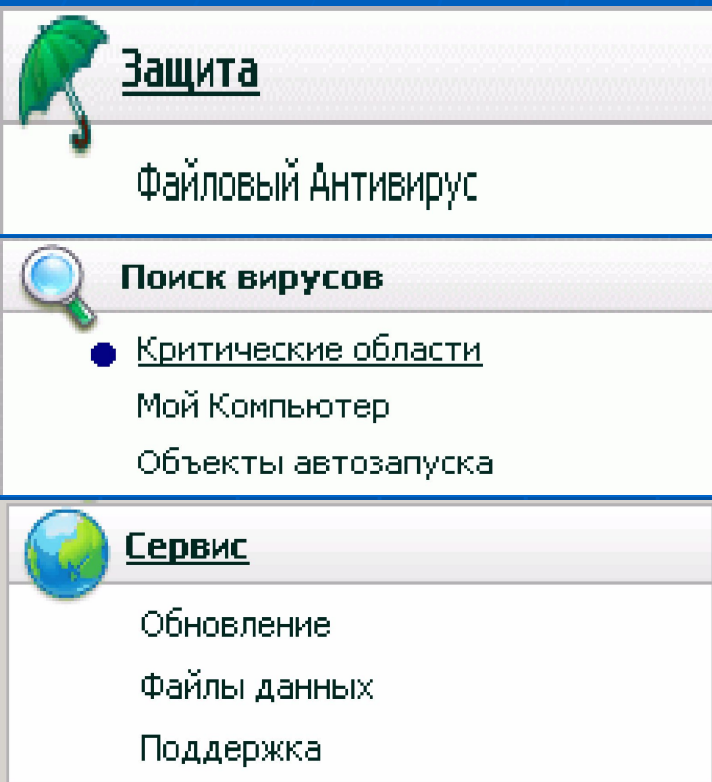 Защита
Файловый Антивирус
Поиск вирусов
Критические области
Мой Компьютер
Объекты автозапуска
Сервис
Обновление
Файлы данных
Поддержка